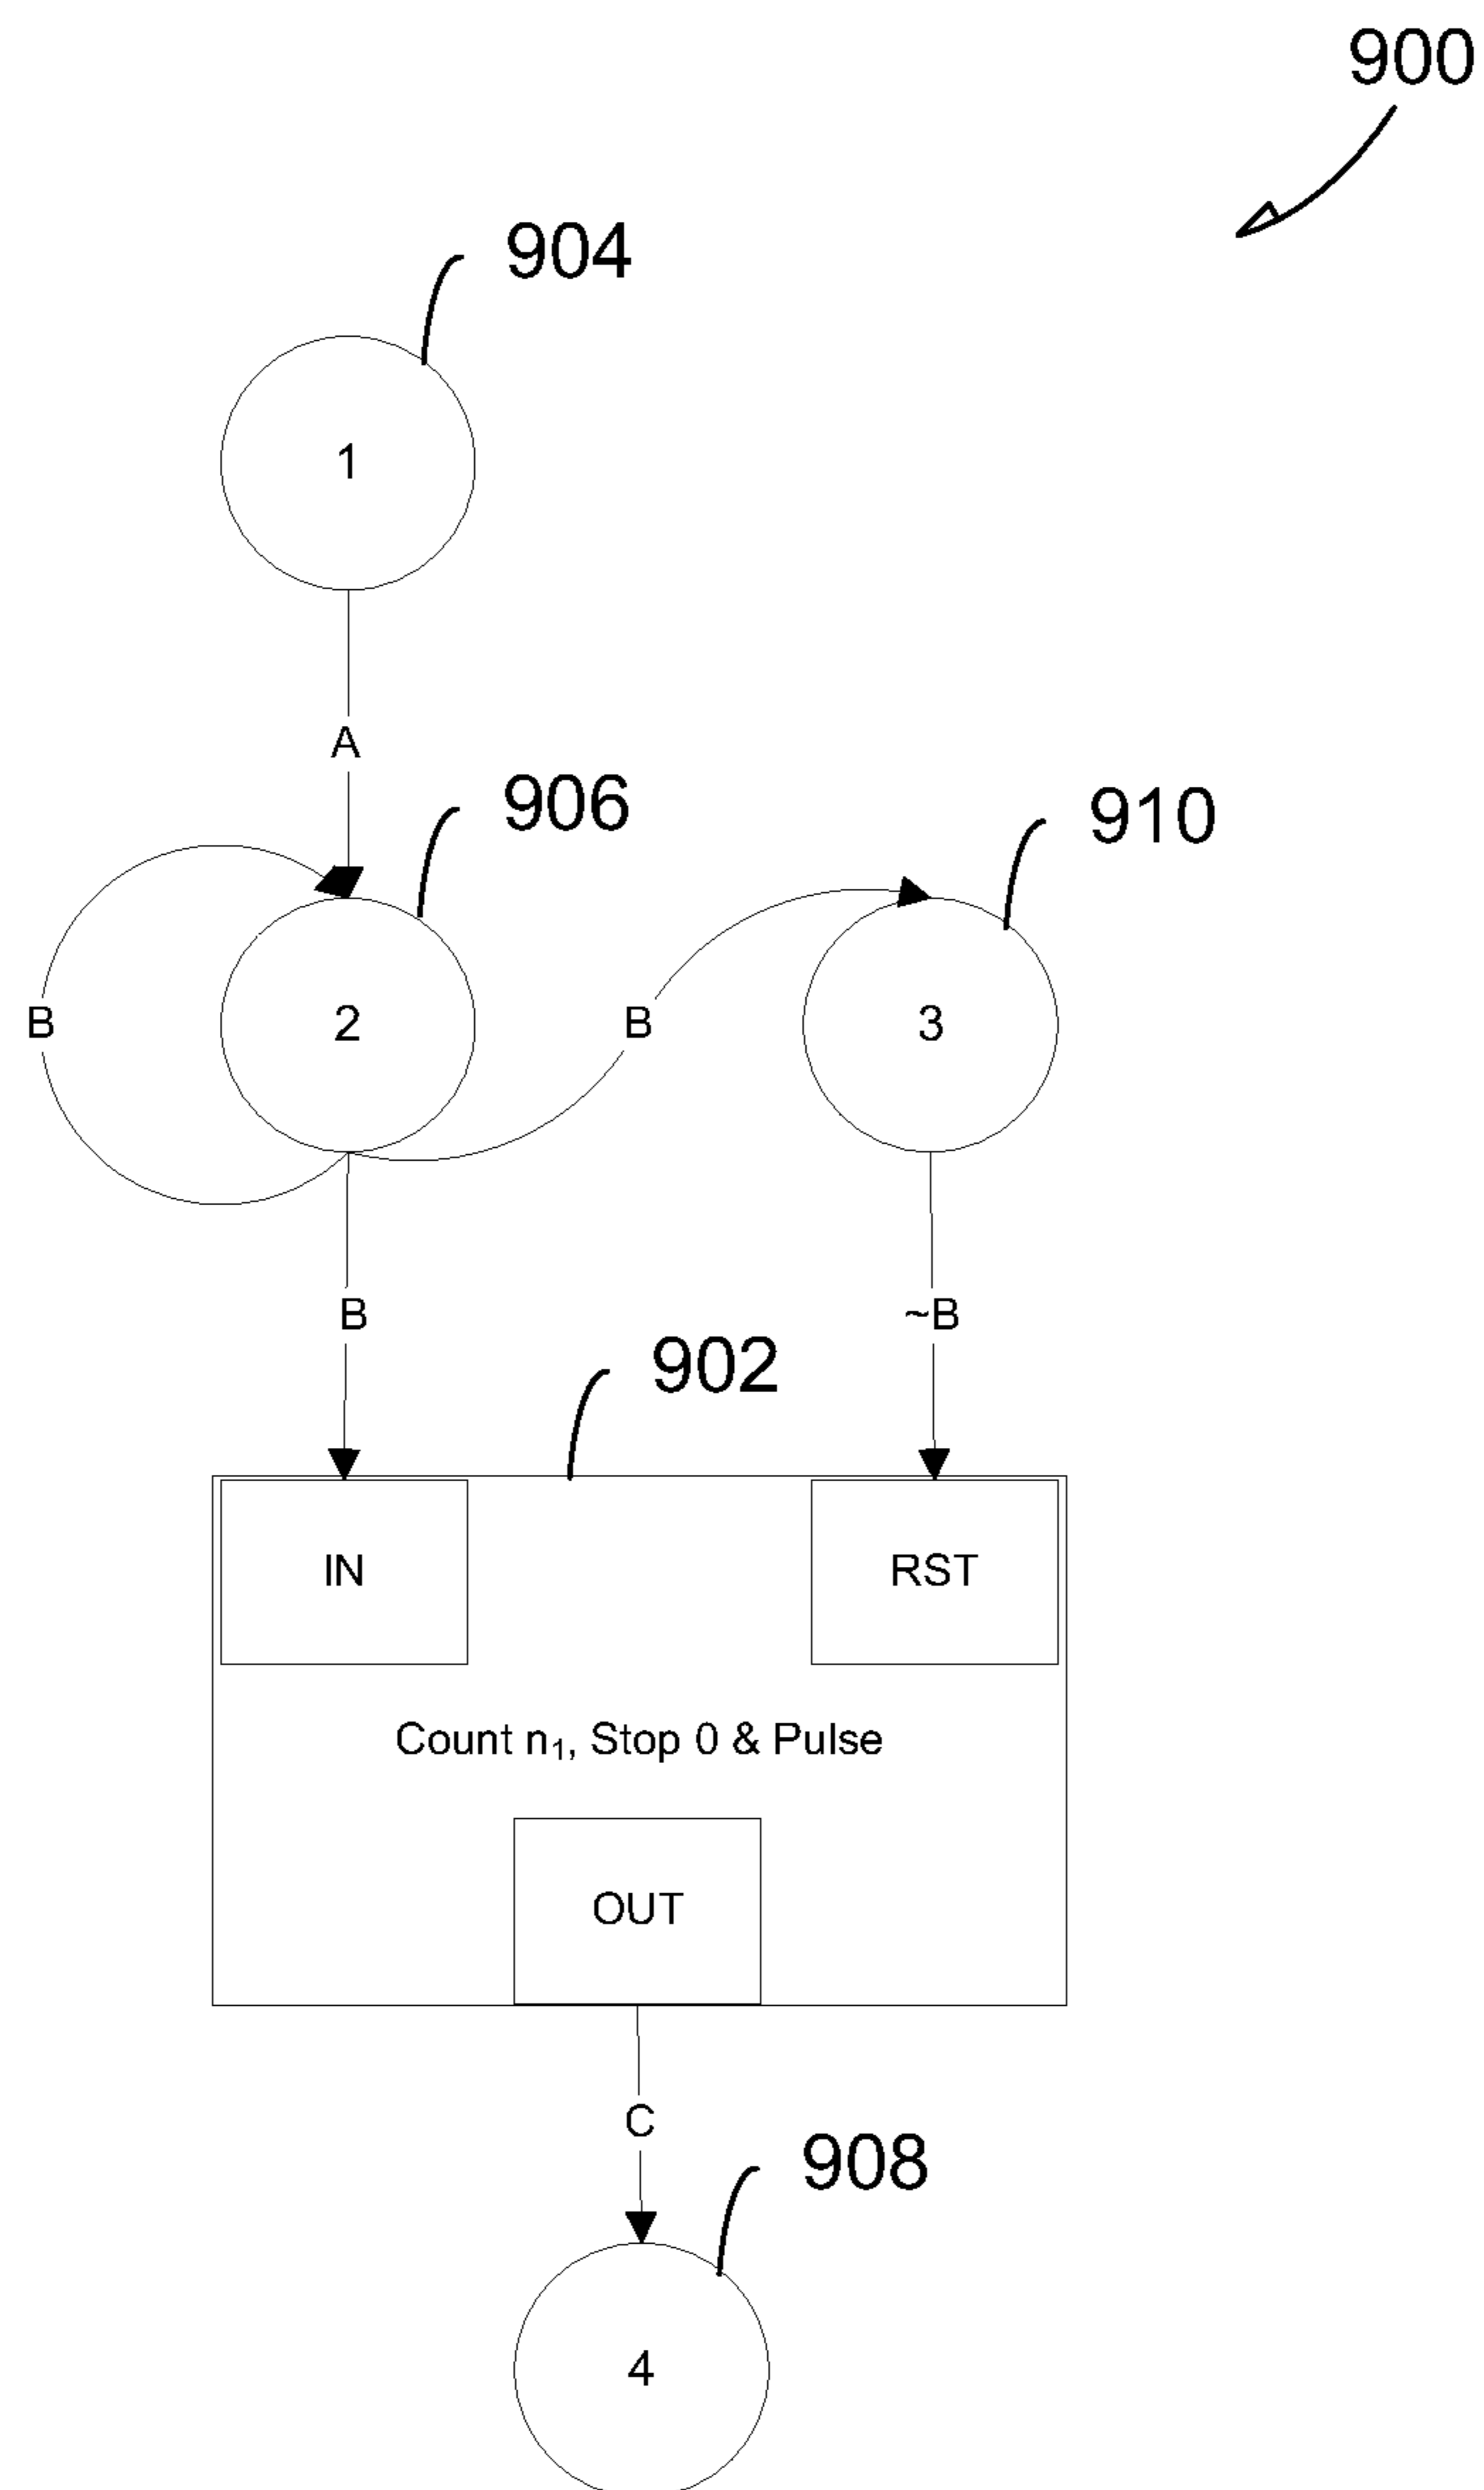 900
904
1
A
906
910
B
2
B
3
B
~B
902
IN
RST
Count n₁, Stop 0 & Pulse
OUT
C
908
4